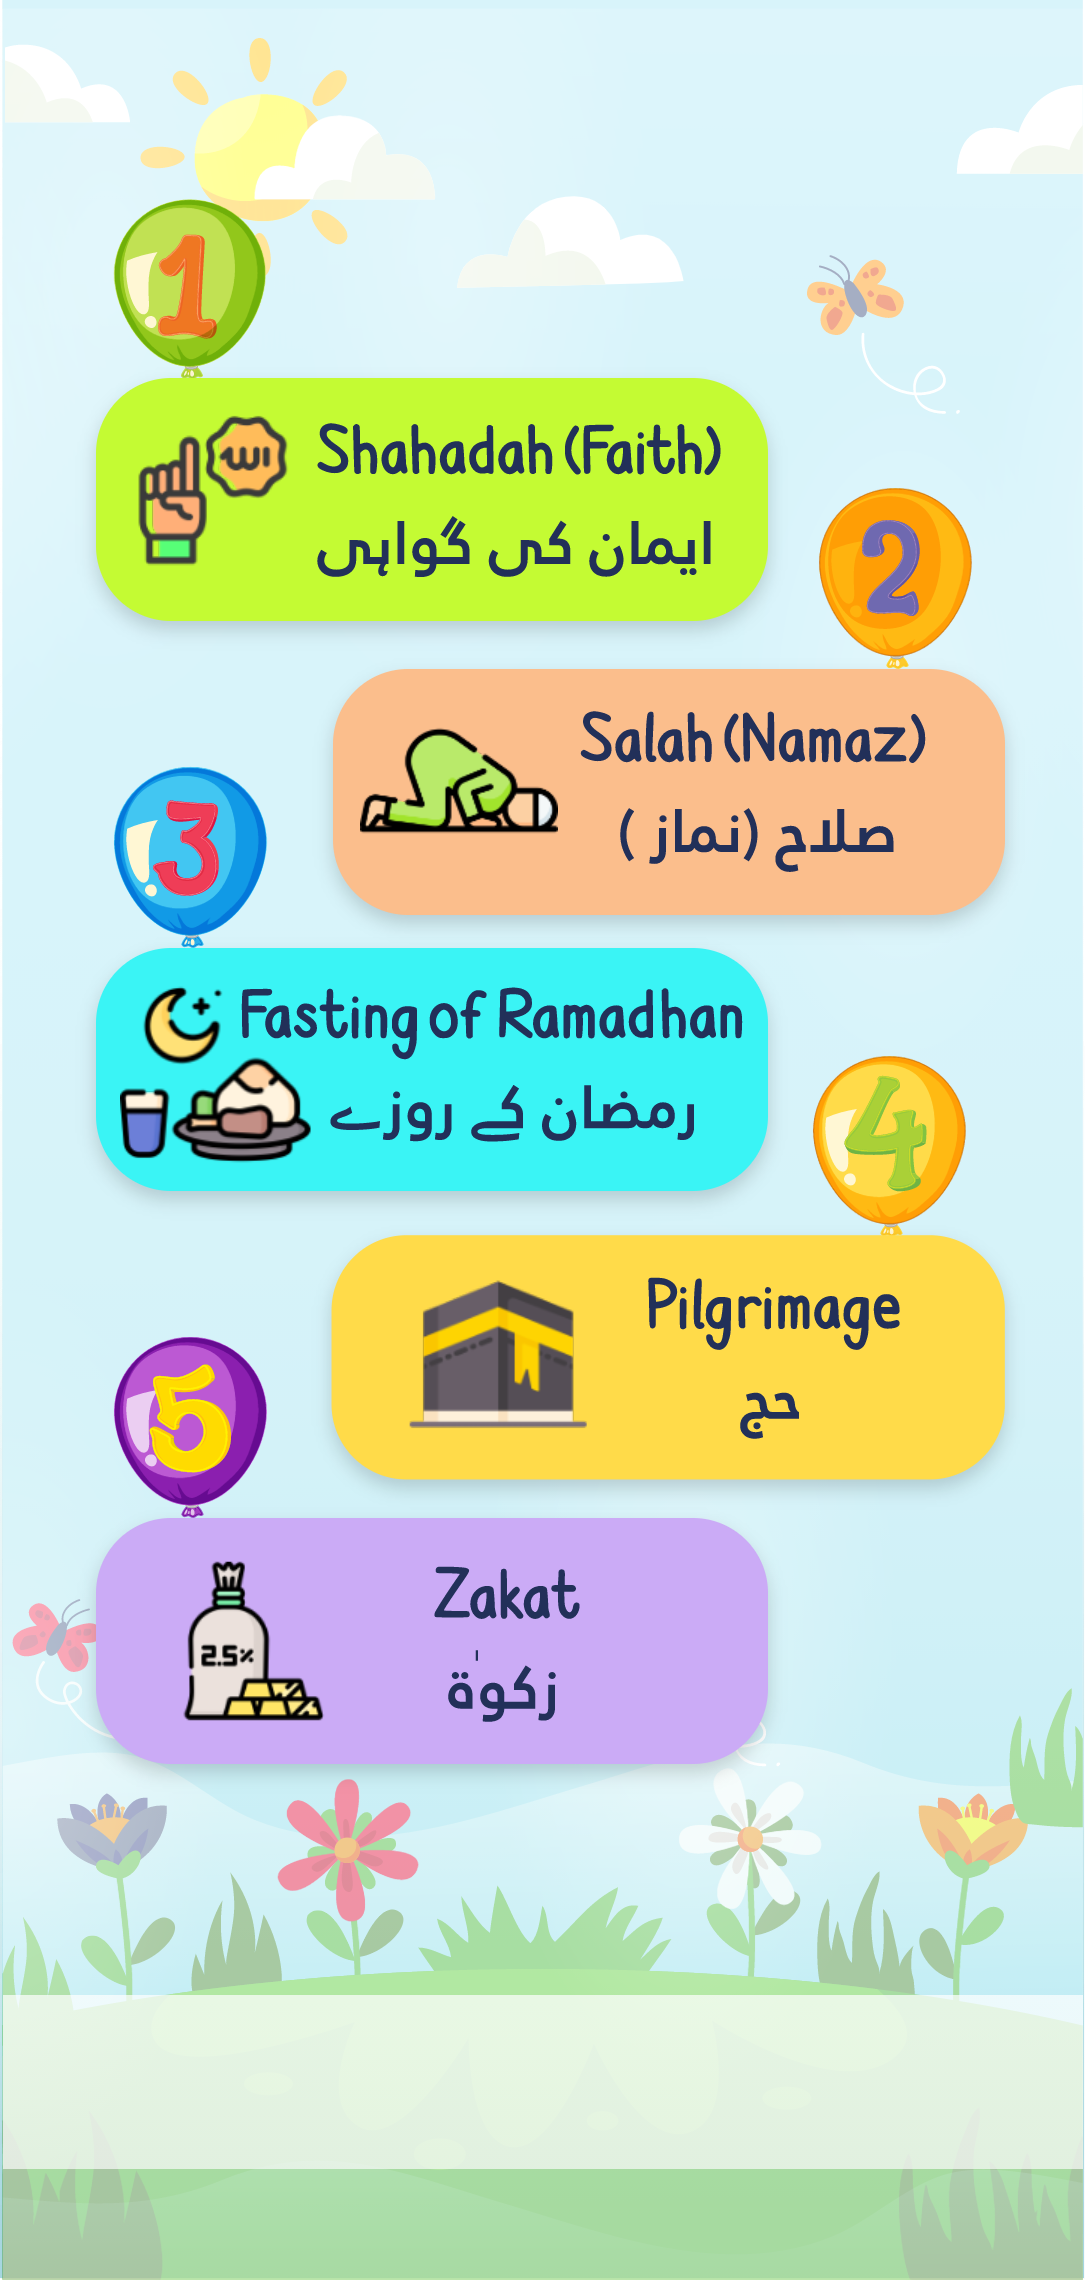 1
Shahadah (Faith)
ایمان کی گواہی
2
Salah (Namaz)
صلاح (نماز )
3
Fasting of Ramadhan
رمضان کے روزے
4
Pilgrimage
حج
5
Zakat
2.5%
زکوٰۃ